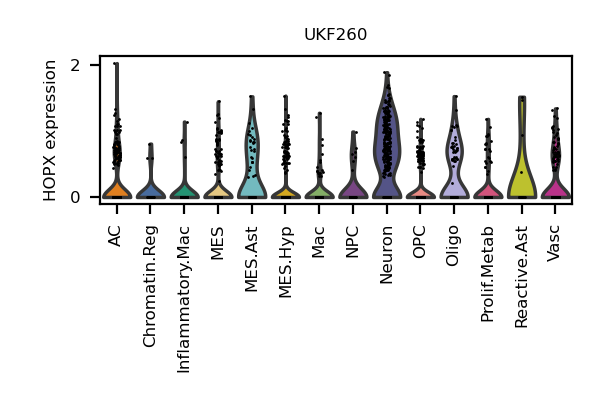 UKF260
HOPX expression
2
0
AC
Chromatin.Reg
Inflammatory.Mac
MES
MES.Ast
MES.Hyp
Mac
NPC
Neuron
OPC
Oligo
Prolif.Metab
Reactive.Ast
Vasc